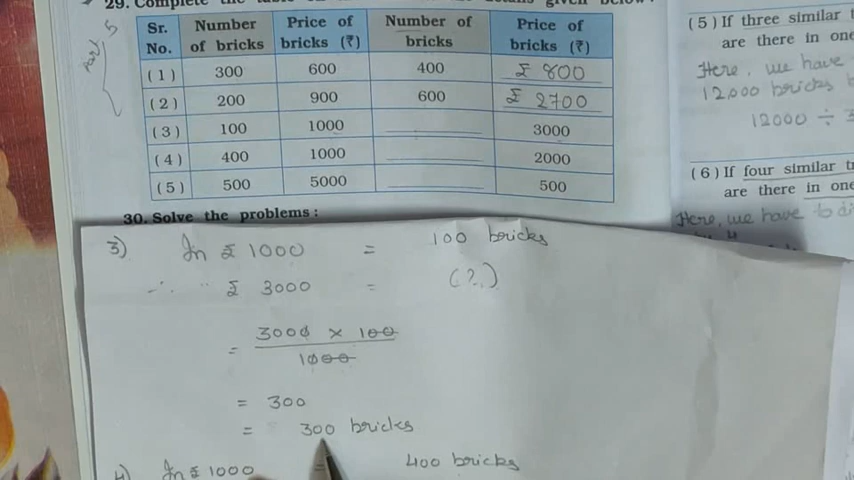 29. Complete the table
Sr. No. | Number of bricks | Price of bricks (₹) | Number of bricks | Price of bricks (₹)
(1) | 300 | 600 | 400 | ₹ 800
(2) | 200 | 900 | 600 | ₹ 2700
(3) | 100 | 1000 | | 3000
(4) | 400 | 1000 | | 2000
(5) | 500 | 5000 | | 500
30. Solve the problems :
3) In ₹ 1000 = 100 bricks
∴ " ₹ 3000 = (?)
= 3000 × 100
1000
= 300
= 300 bricks
4) In ₹ 1000 = 400 bricks
(5) If three similar
are there in one
Here, we have
12,000 bricks
12000 ÷ 3
(6) If four similar
are there in one
Here, we have to